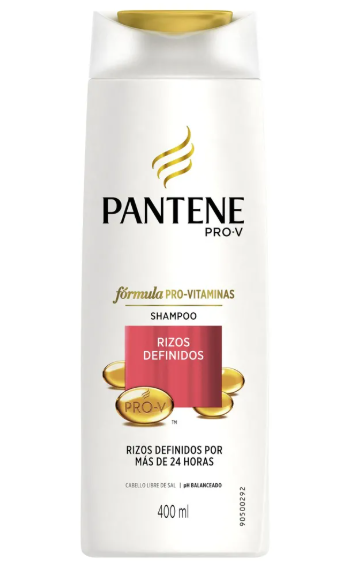 PANTENE
PRO-V
fórmula PRO-VITAMINAS
SHAMPOO
RIZOS
DEFINIDOS
PRO-V
TM
RIZOS DEFINIDOS POR
MÁS DE 24 HORAS
CABELLO LIBRE DE SAL | pH BALANCEADO
400 ml
90500292